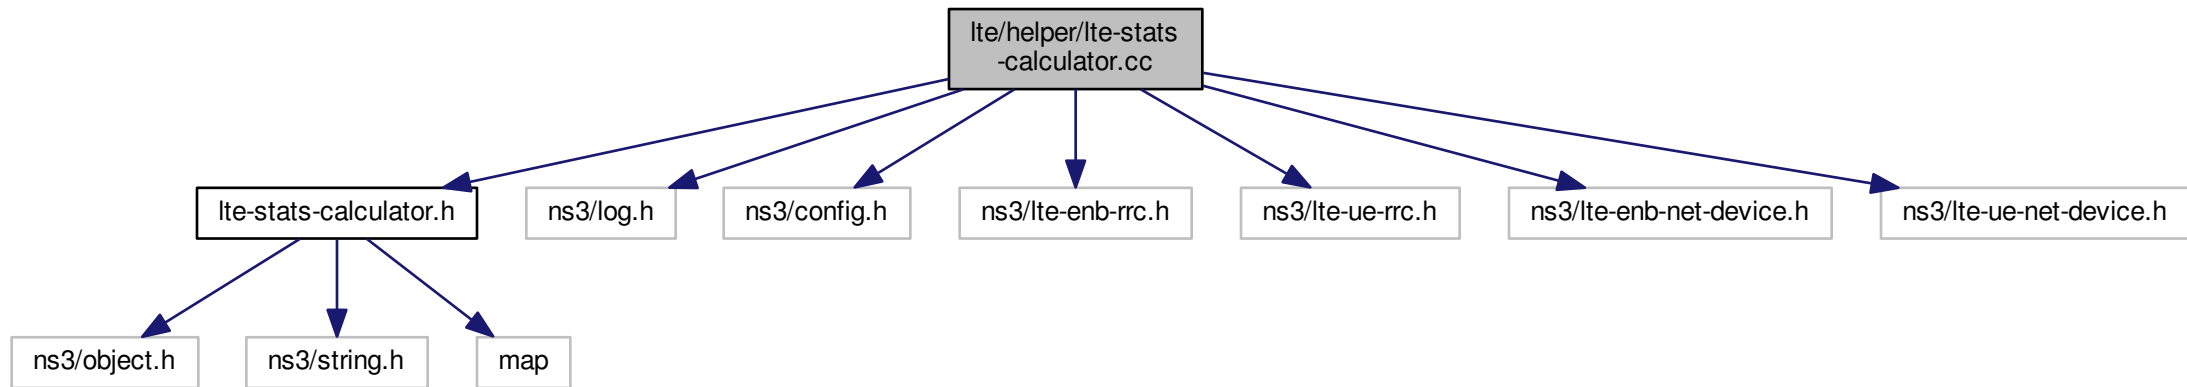 lte/helper/lte-stats
-calculator.cc
lte-stats-calculator.h
ns3/log.h
ns3/config.h
ns3/lte-enb-rrc.h
ns3/lte-ue-rrc.h
ns3/lte-enb-net-device.h
ns3/lte-ue-net-device.h
ns3/object.h
ns3/string.h
map